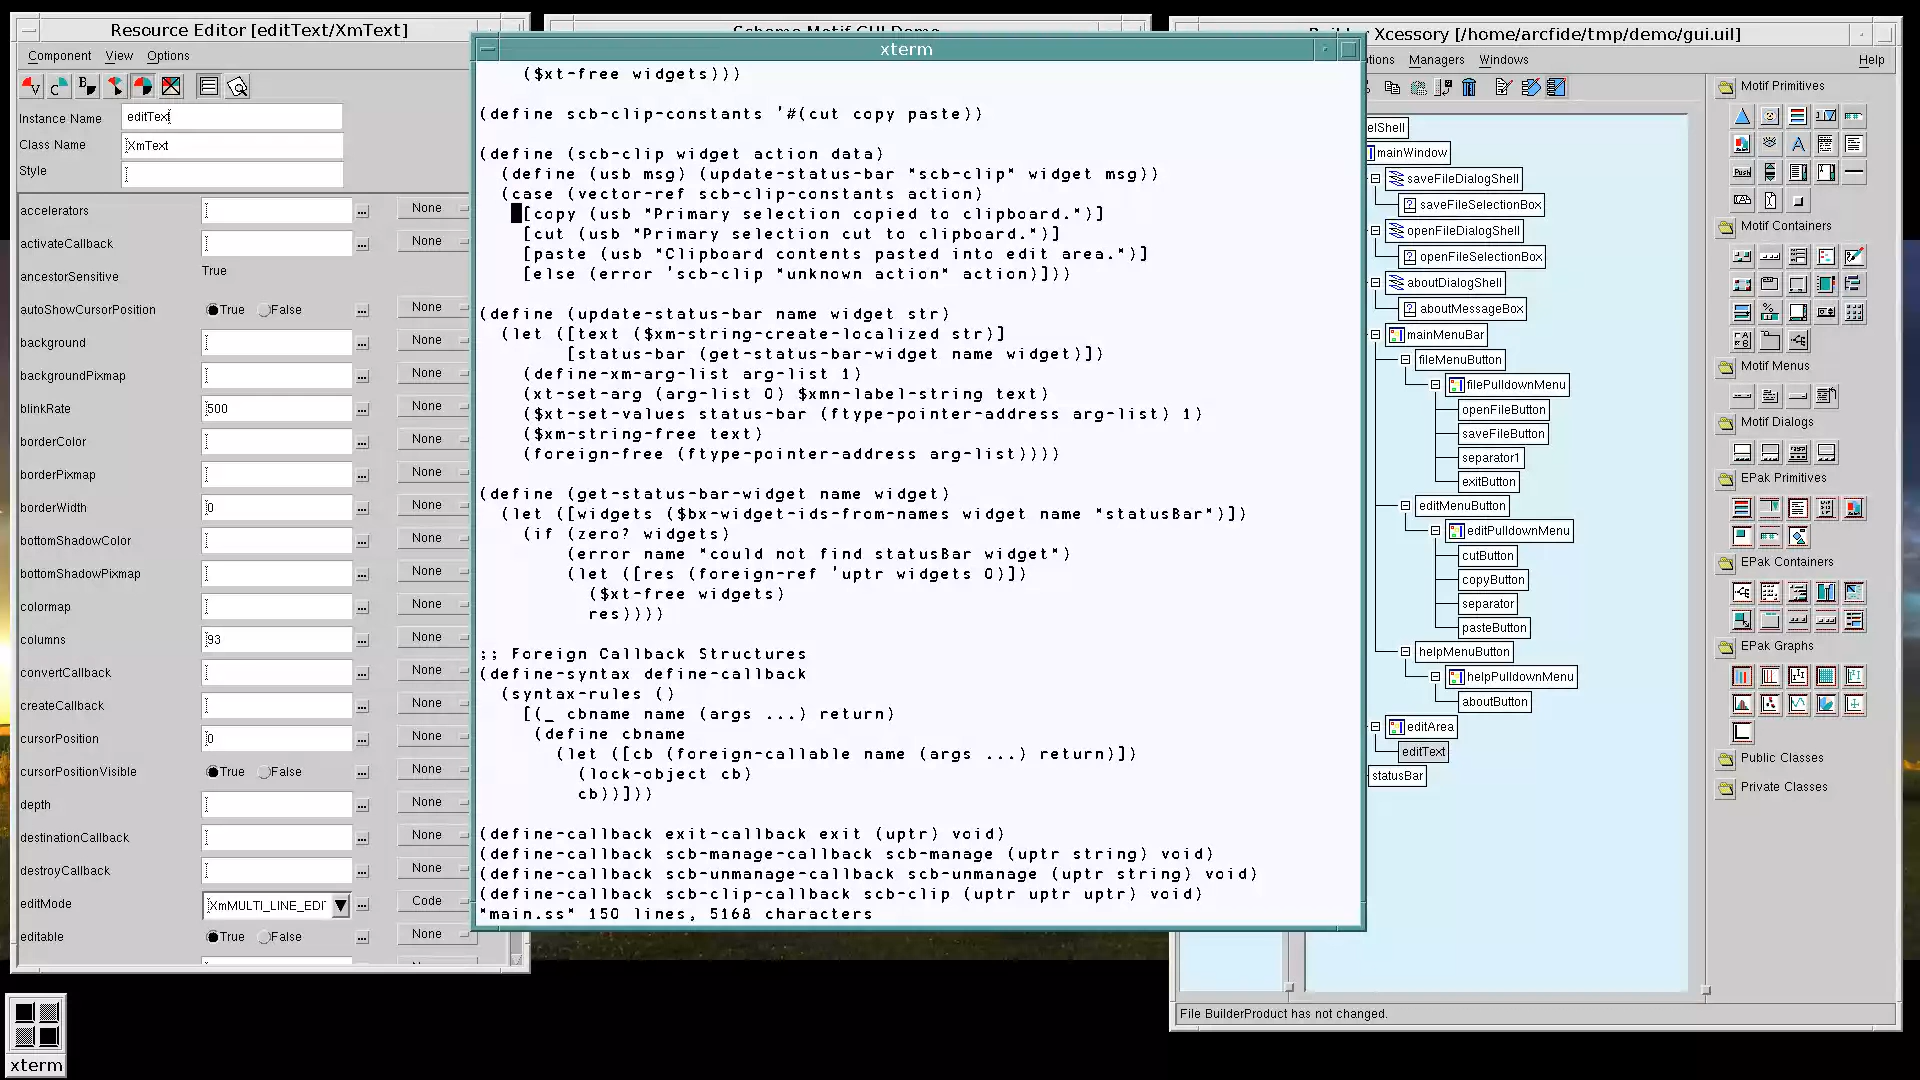 Resource Editor [editText/XmText]
Component View Options
Instance Name editText
Class Name XmText
Style
accelerators ... None
activateCallback ... None
ancestorSensitive True
autoShowCursorPosition True False ... None
background ... None
backgroundPixmap ... None
blinkRate 500 ... None
borderColor ... None
borderPixmap ... None
borderWidth 0 ... None
bottomShadowColor ... None
bottomShadowPixmap ... None
colormap ... None
columns 93 ... None
convertCallback ... None
createCallback ... None
cursorPosition 0 ... None
cursorPositionVisible True False ... None
depth ... None
destinationCallback ... None
destroyCallback ... None
editMode XmMULTI_LINE_EDI ... Code
editable True False ... None
Scheme Motif GUI Demo
xterm
($xt-free widgets)))
(define scb-clip-constants '#(cut copy paste))
(define (scb-clip widget action data)
(define (usb msg) (update-status-bar "scb-clip" widget msg))
(case (vector-ref scb-clip-constants action)
[copy (usb "Primary selection copied to clipboard.")]
[cut (usb "Primary selection cut to clipboard.")]
[paste (usb "Clipboard contents pasted into edit area.")]
[else (error 'scb-clip "unknown action" action)]))
(define (update-status-bar name widget str)
(let ([text ($xm-string-create-localized str)]
[status-bar (get-status-bar-widget name widget)])
(define-xm-arg-list arg-list 1)
(xt-set-arg (arg-list 0) $xmn-label-string text)
($xt-set-values status-bar (ftype-pointer-address arg-list) 1)
($xm-string-free text)
(foreign-free (ftype-pointer-address arg-list))))
(define (get-status-bar-widget name widget)
(let ([widgets ($bx-widget-ids-from-names widget name "statusBar")])
(if (zero? widgets)
(error name "could not find statusBar widget")
(let ([res (foreign-ref 'uptr widgets 0)])
($xt-free widgets)
res))))
;; Foreign Callback Structures
(define-syntax define-callback
(syntax-rules ()
[(_ cbname name (args ...) return)
(define cbname
(let ([cb (foreign-callable name (args ...) return)])
(lock-object cb)
cb))]))
(define-callback exit-callback exit (uptr) void)
(define-callback scb-manage-callback scb-manage (uptr string) void)
(define-callback scb-unmanage-callback scb-unmanage (uptr string) void)
(define-callback scb-clip-callback scb-clip (uptr uptr uptr) void)
"main.ss" 150 lines, 5168 characters
Xcessory [/home/arcfide/tmp/demo/gui.uil]
tions Managers Windows Help
elShell
mainWindow
saveFileDialogShell
saveFileSelectionBox
openFileDialogShell
openFileSelectionBox
aboutDialogShell
aboutMessageBox
mainMenuBar
fileMenuButton
filePulldownMenu
openFileButton
saveFileButton
separator1
exitButton
editMenuButton
editPulldownMenu
cutButton
copyButton
separator
pasteButton
helpMenuButton
helpPulldownMenu
aboutButton
editArea
editText
statusBar
Motif Primitives
Push
Motif Containers
Motif Menus
Motif Dialogs
EPak Primitives
EPak Containers
EPak Graphs
Public Classes
Private Classes
File BuilderProduct has not changed.
xterm